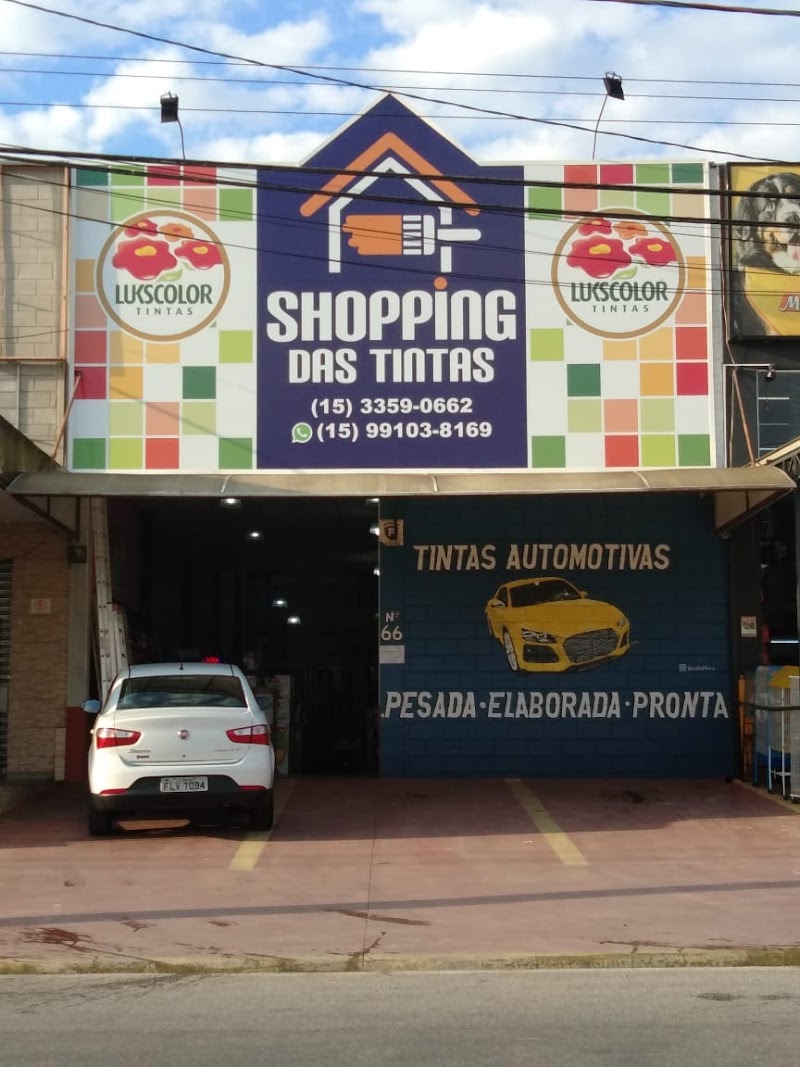 LUKSCOLOR
TINTAS
SHOPPING
DAS TINTAS
(15) 3359-0662
(15) 99103-8169
LUKSCOLOR
TINTAS
TINTAS AUTOMOTIVAS
Nº
66
PESADA·ELABORADA·PRONTA
FLV 7094